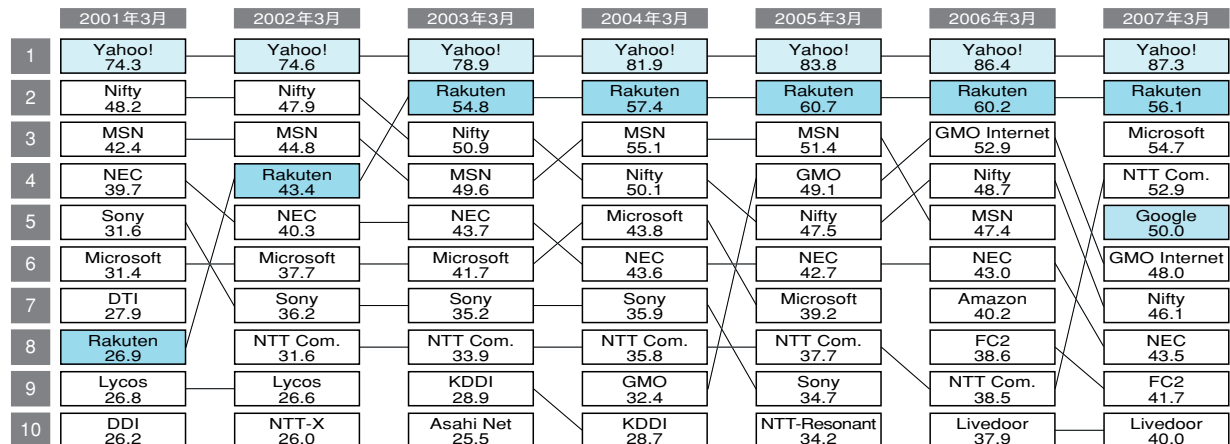 2001年3月 2002年3月 2003年3月 2004年3月 2005年3月 2006年3月 2007年3月
1 Yahoo! Yahoo! Yahoo! Yahoo! Yahoo! Yahoo! Yahoo!
74.3 74.6 78.9 81.9 83.8 86.4 87.3
2 Nifty Nifty Rakuten Rakuten Rakuten Rakuten Rakuten
48.2 47.9 54.8 57.4 60.7 60.2 56.1
3 MSN MSN Nifty MSN MSN GMO Internet Microsoft
42.4 44.8 50.9 55.1 51.4 52.9 54.7
4 NEC Rakuten MSN Nifty GMO Nifty NTT Com.
39.7 43.4 49.6 50.1 49.1 48.7 52.9
5 Sony NEC NEC Microsoft Nifty MSN Google
31.6 40.3 43.7 43.8 47.5 47.4 50.0
6 Microsoft Microsoft Microsoft NEC NEC NEC GMO Internet
31.4 37.7 41.7 43.6 42.7 43.0 48.0
7 DTI Sony Sony Sony Microsoft Amazon Nifty
27.9 36.2 35.2 35.9 39.2 40.2 46.1
8 Rakuten NTT Com. NTT Com. NTT Com. NTT Com. FC2 NEC
26.9 31.6 33.9 35.8 37.7 38.6 43.5
9 Lycos Lycos KDDI GMO Sony NTT Com. FC2
26.8 26.6 28.9 32.4 34.7 38.5 41.7
10 DDI NTT-X Asahi Net KDDI NTT-Resonant Livedoor Livedoor
26.2 26.0 25.5 28.7 34.2 37.9 40.0